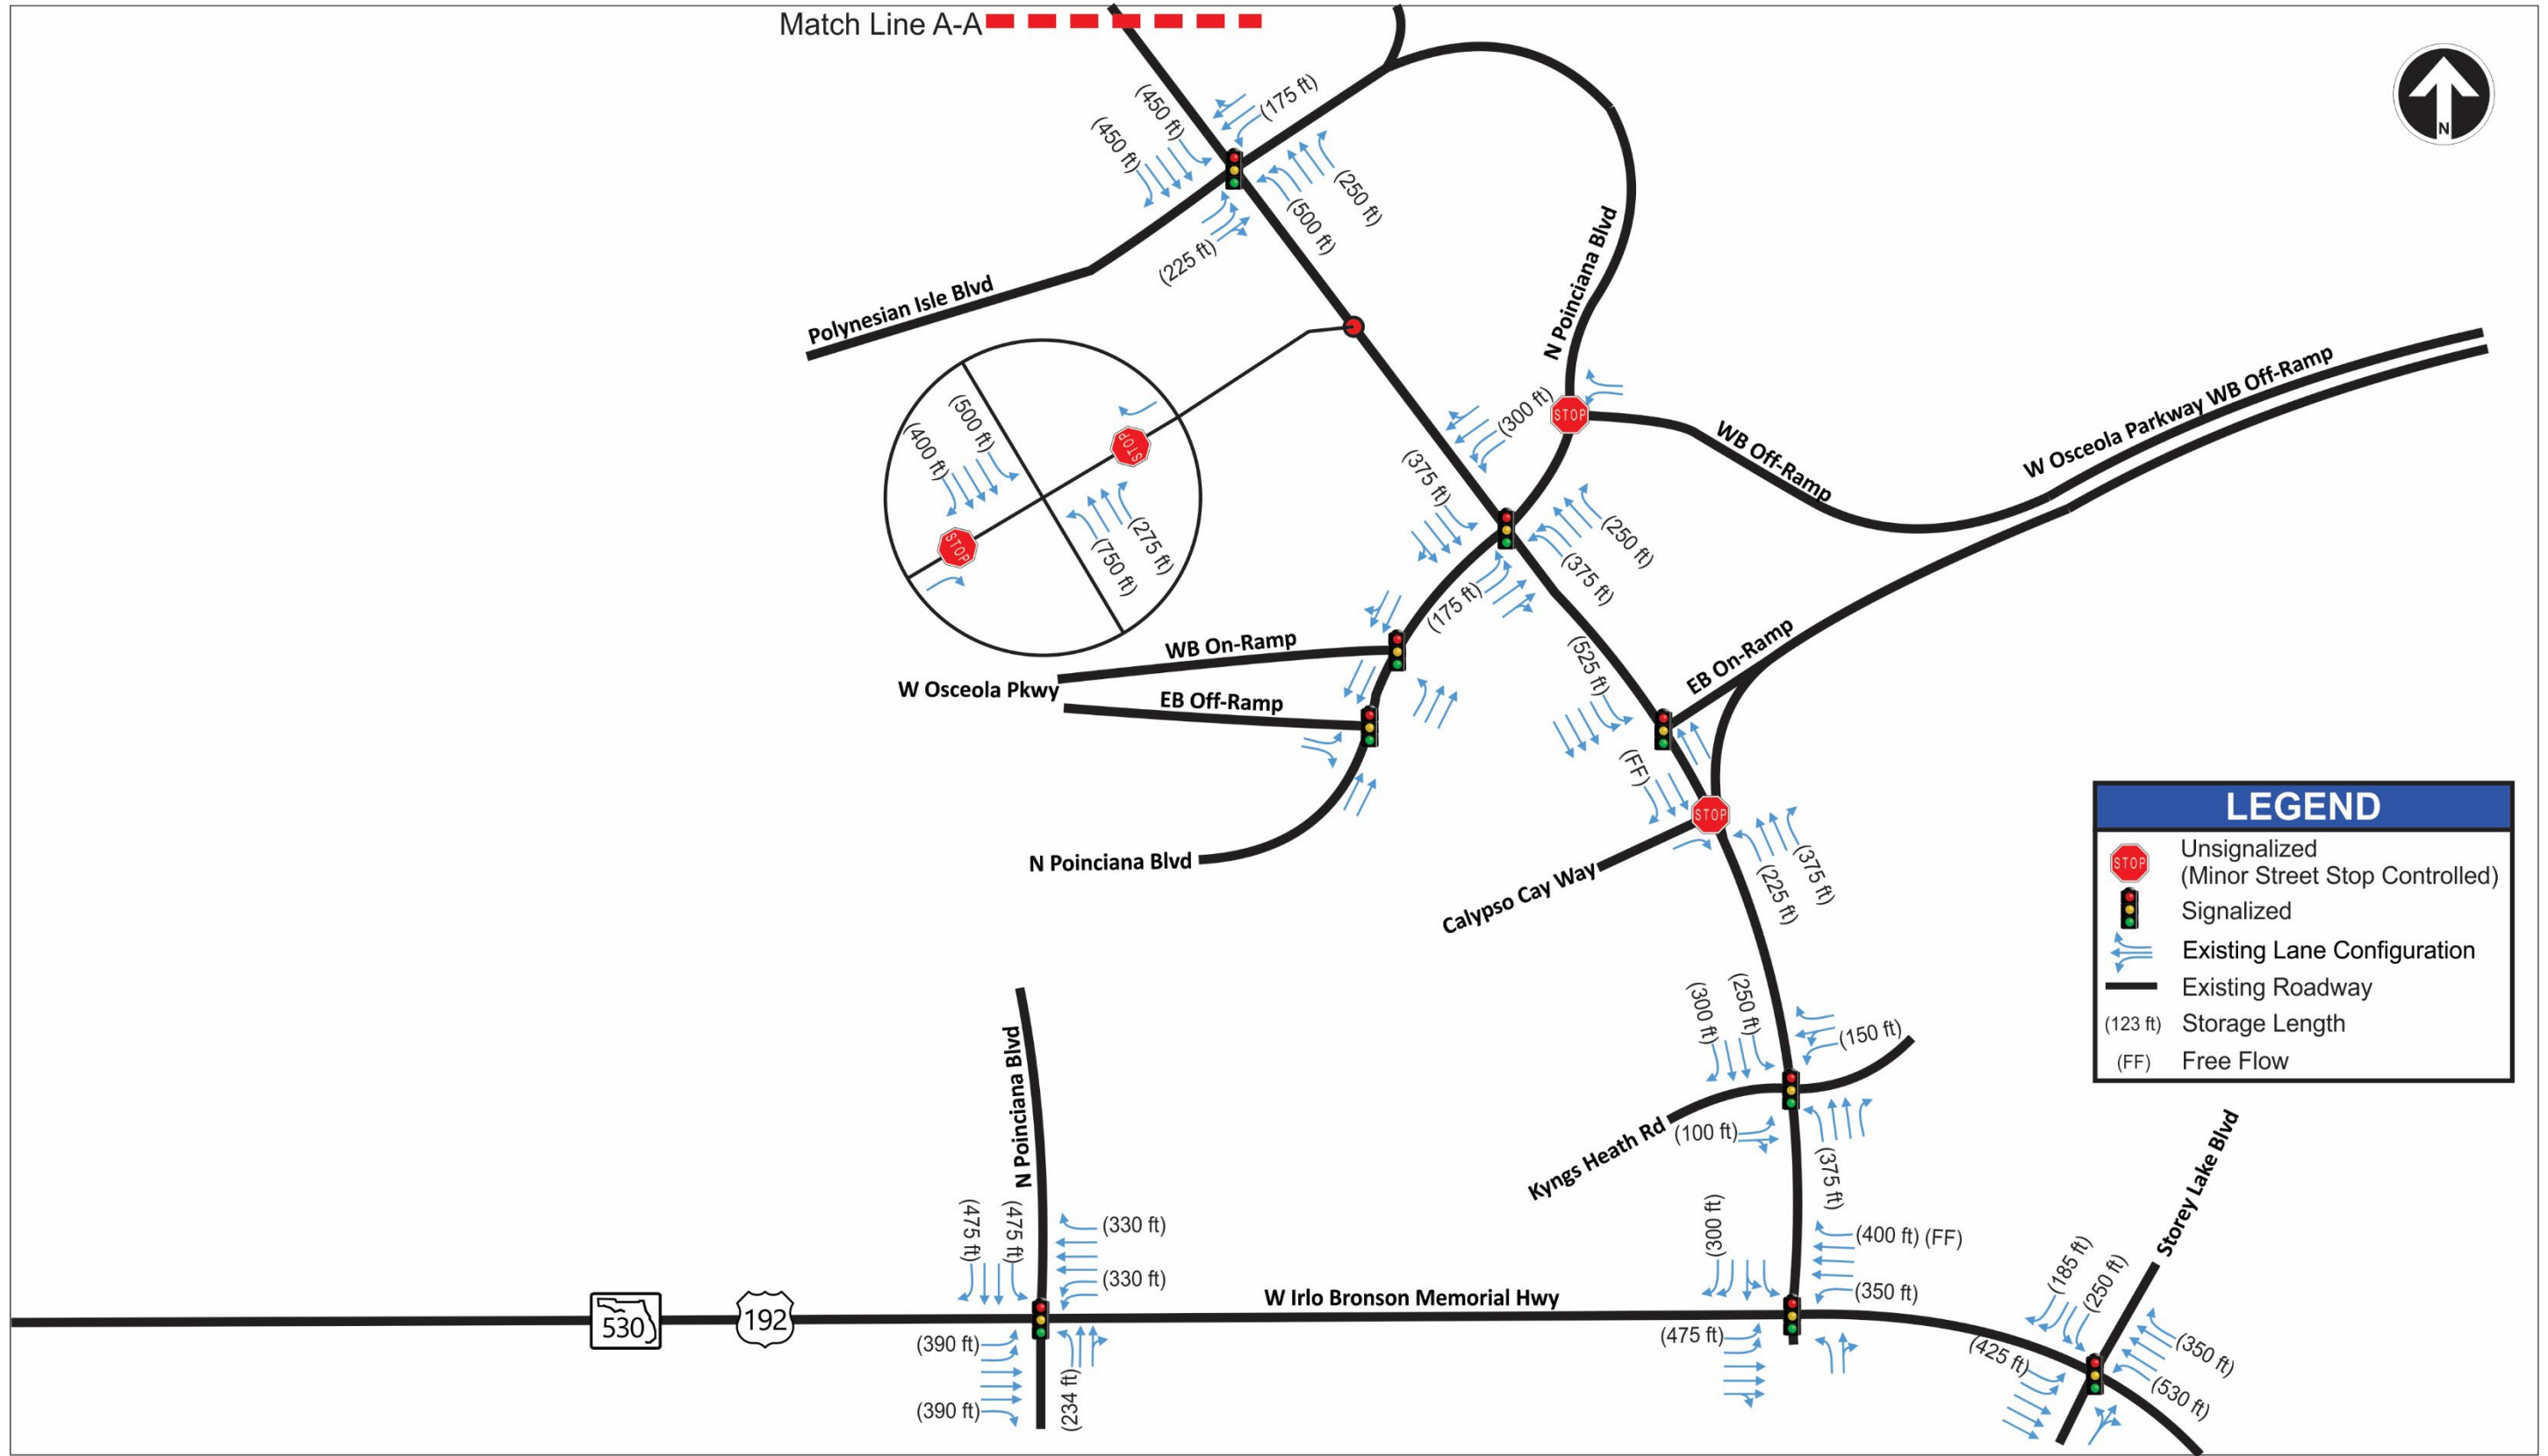 Match Line A-A
N
(175 ft)
(450 ft)
(450 ft)
(250 ft)
(500 ft)
(225 ft)
Polynesian Isle Blvd
N Poinciana Blvd
W Osceola Parkway WB Off-Ramp
WB Off-Ramp
STOP
(300 ft)
(500 ft)
(400 ft)
STOP
STOP
(275 ft)
(750 ft)
(375 ft)
(250 ft)
(375 ft)
(175 ft)
WB On-Ramp
W Osceola Pkwy
EB Off-Ramp
N Poinciana Blvd
(525 ft)
EB On-Ramp
(FF)
STOP
(375 ft)
(225 ft)
Calypso Cay Way
LEGEND
STOP
Unsignalized
(Minor Street Stop Controlled)
Signalized
Existing Lane Configuration
Existing Roadway
(123 ft) Storage Length
(FF) Free Flow
(300 ft)
(250 ft)
(150 ft)
(100 ft)
Kyngs Heath Rd
(375 ft)
N Poinciana Blvd
(475 ft)
(475 ft)
(330 ft)
(330 ft)
(300 ft)
(400 ft) (FF)
(350 ft)
Storey Lake Blvd
(185 ft)
(250 ft)
530
192
W Irlo Bronson Memorial Hwy
(390 ft)
(390 ft)
(234 ft)
(475 ft)
(425 ft)
(350 ft)
(530 ft)